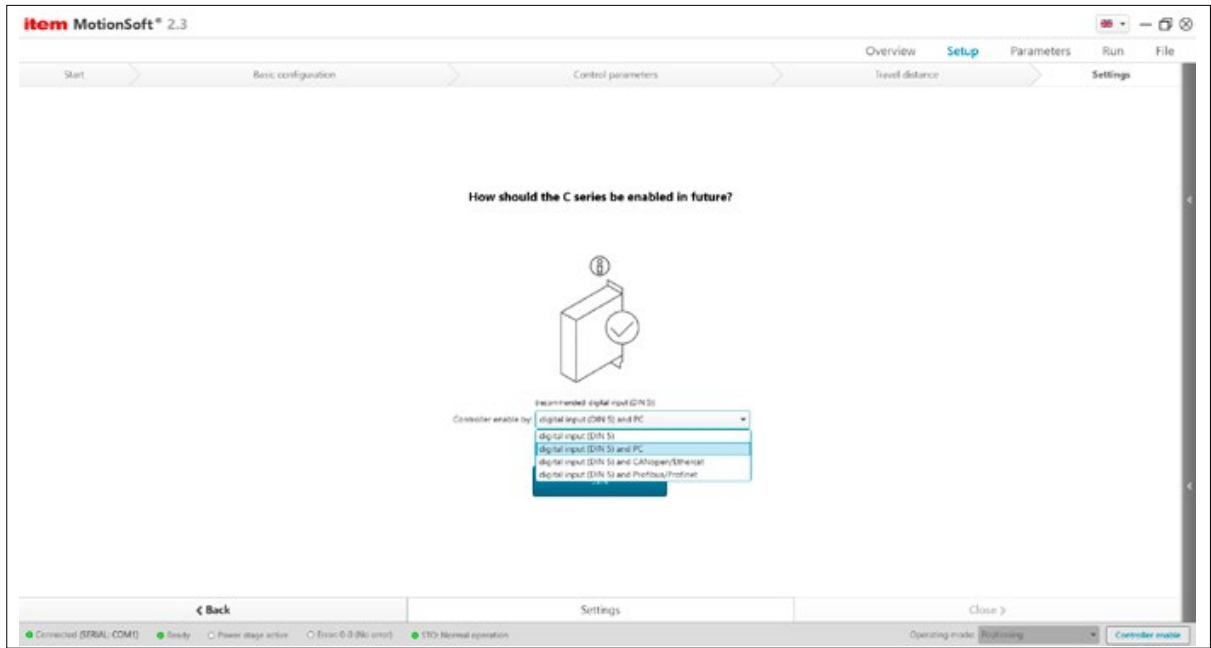 item MotionSoft® 2.3
Overview Setup Parameters Run File
Start Basic configuration Control parameters Travel distance Settings
How should the C series be enabled in future?
(recommended: digital input (DIN 5))
Controller enable by: digital input (DIN 5) and PC
digital input (DIN 5)
digital input (DIN 5) and PC
digital input (DIN 5) and CANopen/Ethercat
digital input (DIN 5) and Profibus/Profinet
< Back Settings Close >
Connected (SERIAL: COM1) Ready Power stage active Error: 0-0 (No error) STO: Normal operation Operating mode: Positioning Controller enable